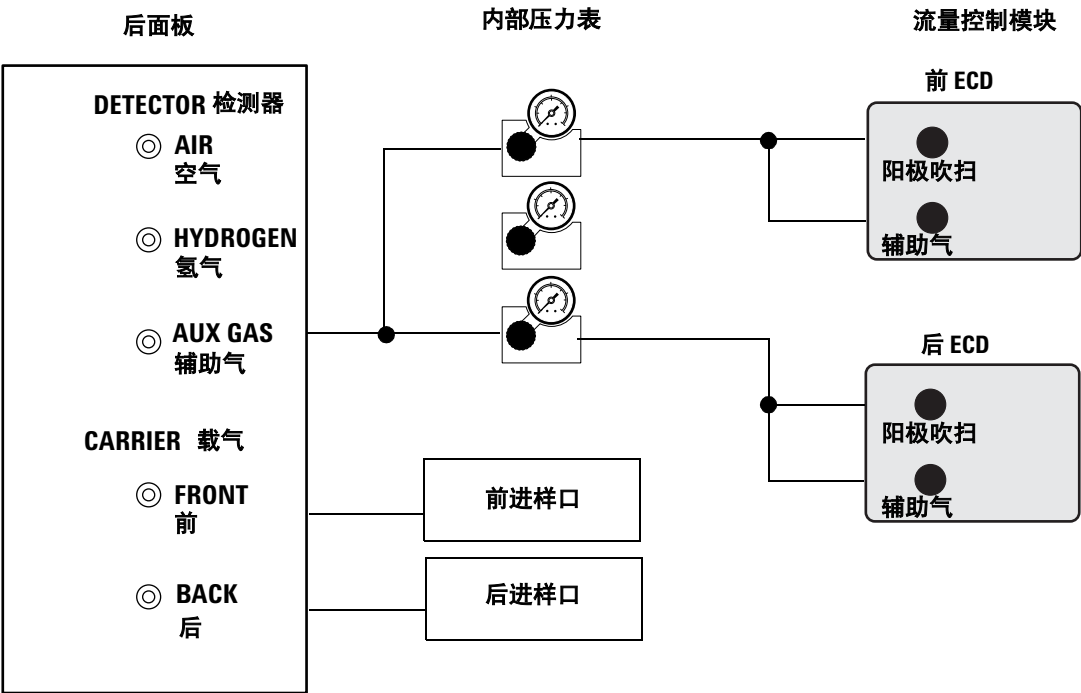 后面板
内部压力表
流量控制模块
DETECTOR 检测器
AIR
空气
HYDROGEN
氢气
AUX GAS
辅助气
CARRIER 载气
FRONT
前
BACK
后
前进样口
后进样口
前 ECD
阳极吹扫
辅助气
后 ECD
阳极吹扫
辅助气